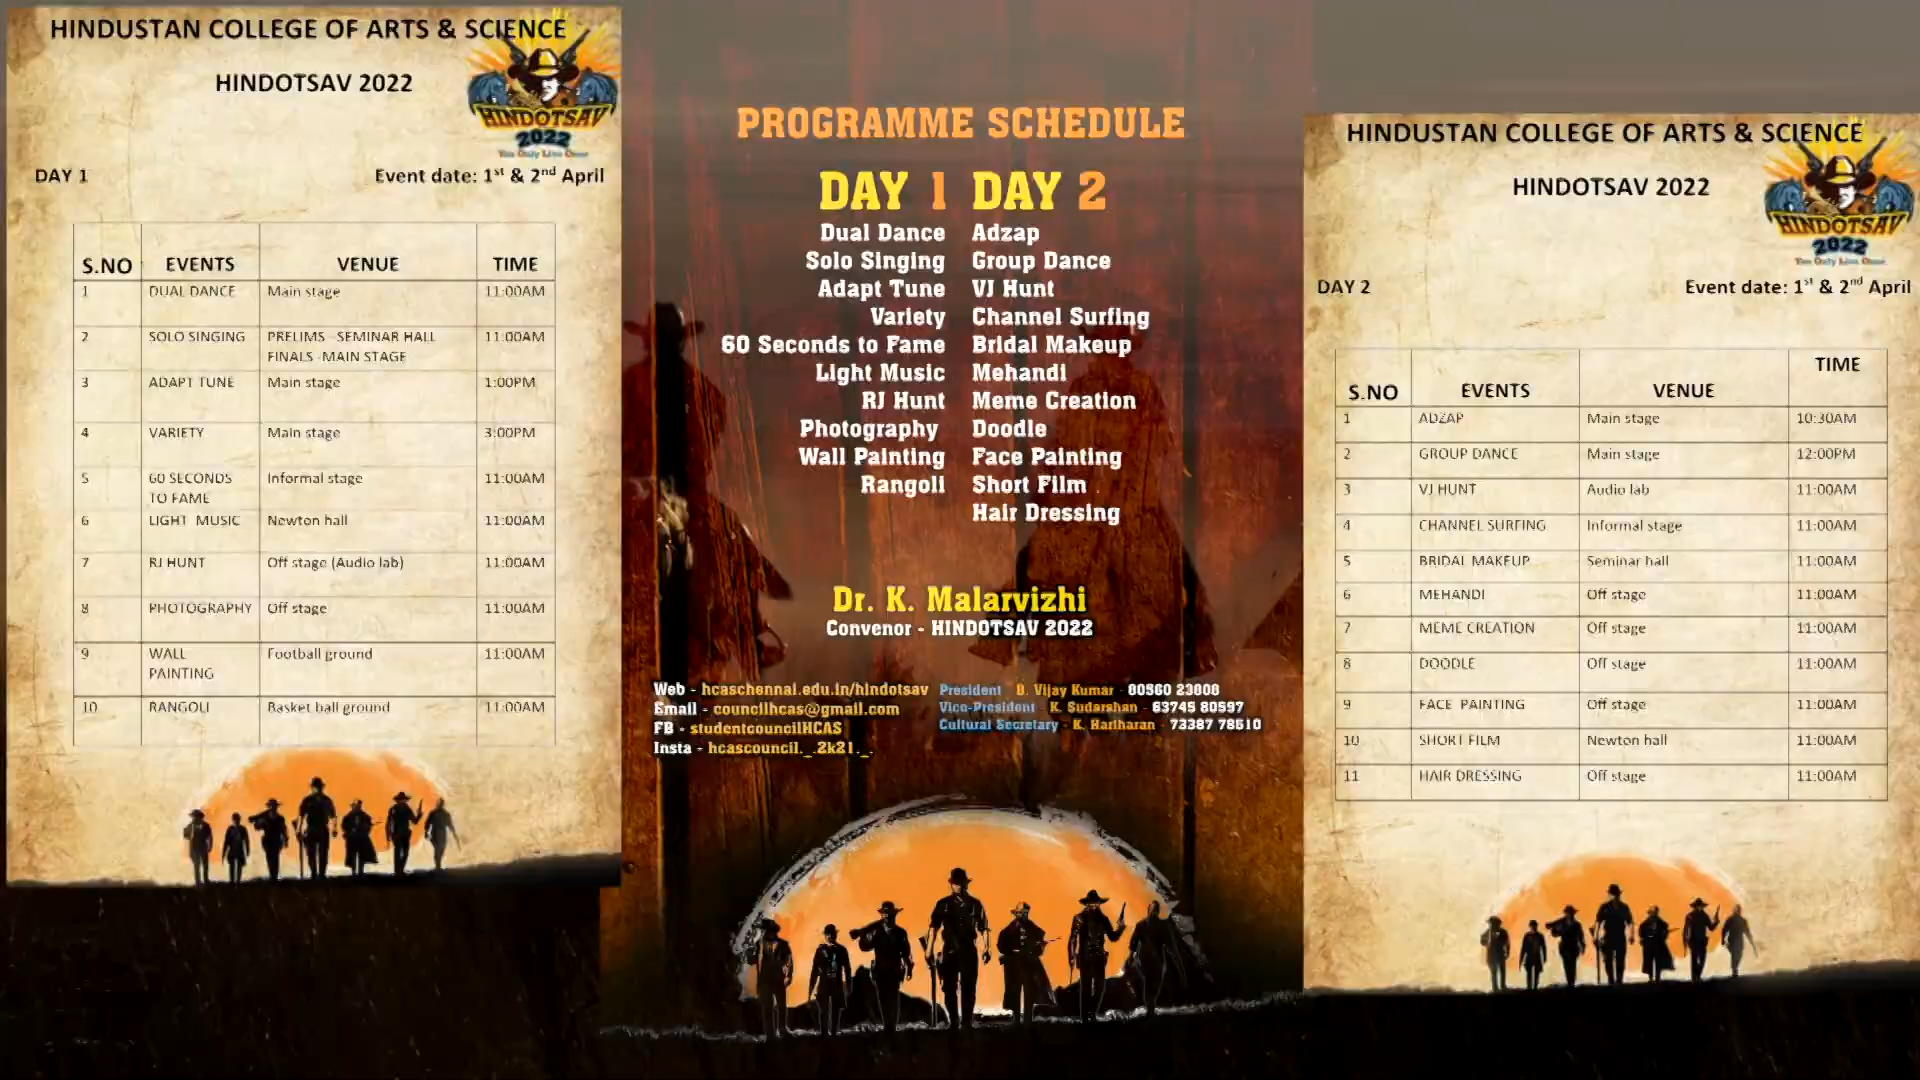 HINDUSTAN COLLEGE OF ARTS & SCIENCE
HINDOTSAV 2022
HINDOTSAV
2022
You Only Live Once
DAY 1 Event date: 1st & 2nd April
S.NO EVENTS VENUE TIME
1 DUAL DANCE Main stage 11:00AM
2 SOLO SINGING PRELIMS -SEMINAR HALL 11:00AM
FINALS -MAIN STAGE
3 ADAPT TUNE Main stage 1:00PM
4 VARIETY Main stage 3:00PM
5 60 SECONDS Informal stage 11:00AM
TO FAME
6 LIGHT MUSIC Newton hall 11:00AM
7 RJ HUNT Off stage (Audio lab) 11:00AM
8 PHOTOGRAPHY Off stage 11:00AM
9 WALL Football ground 11:00AM
PAINTING
10 RANGOLI Basket ball ground 11:00AM
PROGRAMME SCHEDULE
DAY 1 DAY 2
Dual Dance Adzap
Solo Singing Group Dance
Adapt Tune VJ Hunt
Variety Channel Surfing
60 Seconds to Fame Bridal Makeup
Light Music Mehandi
RJ Hunt Meme Creation
Photography Doodle
Wall Painting Face Painting
Rangoli Short Film
Hair Dressing
Dr. K. Malarvizhi
Convenor - HINDOTSAV 2022
Web - hcaschennai.edu.in/hindotsav
Email - councilhcas@gmail.com
FB - studentcouncilHCAS
Insta - hcascouncil._.2k21._.
President - B. Vijay Kumar -
Vice-President - K. Sudarshan - 63745 80597
Cultural Secretary - K. Hariharan - 73387 78510
HINDUSTAN COLLEGE OF ARTS & SCIENCE
HINDOTSAV 2022
HINDOTSAV
2022
You Only Live Once
DAY 2 Event date: 1st & 2nd April
S.NO EVENTS VENUE TIME
1 ADZAP Main stage 10:30AM
2 GROUP DANCE Main stage 12:00PM
3 VJ HUNT Audio lab 11:00AM
4 CHANNEL SURFING Informal stage 11:00AM
5 BRIDAL MAKEUP Seminar hall 11:00AM
6 MEHANDI Off stage 11:00AM
7 MEME CREATION Off stage 11:00AM
8 DOODLE Off stage 11:00AM
9 FACE PAINTING Off stage 11:00AM
10 SHORT FILM Newton hall 11:00AM
11 HAIR DRESSING Off stage 11:00AM